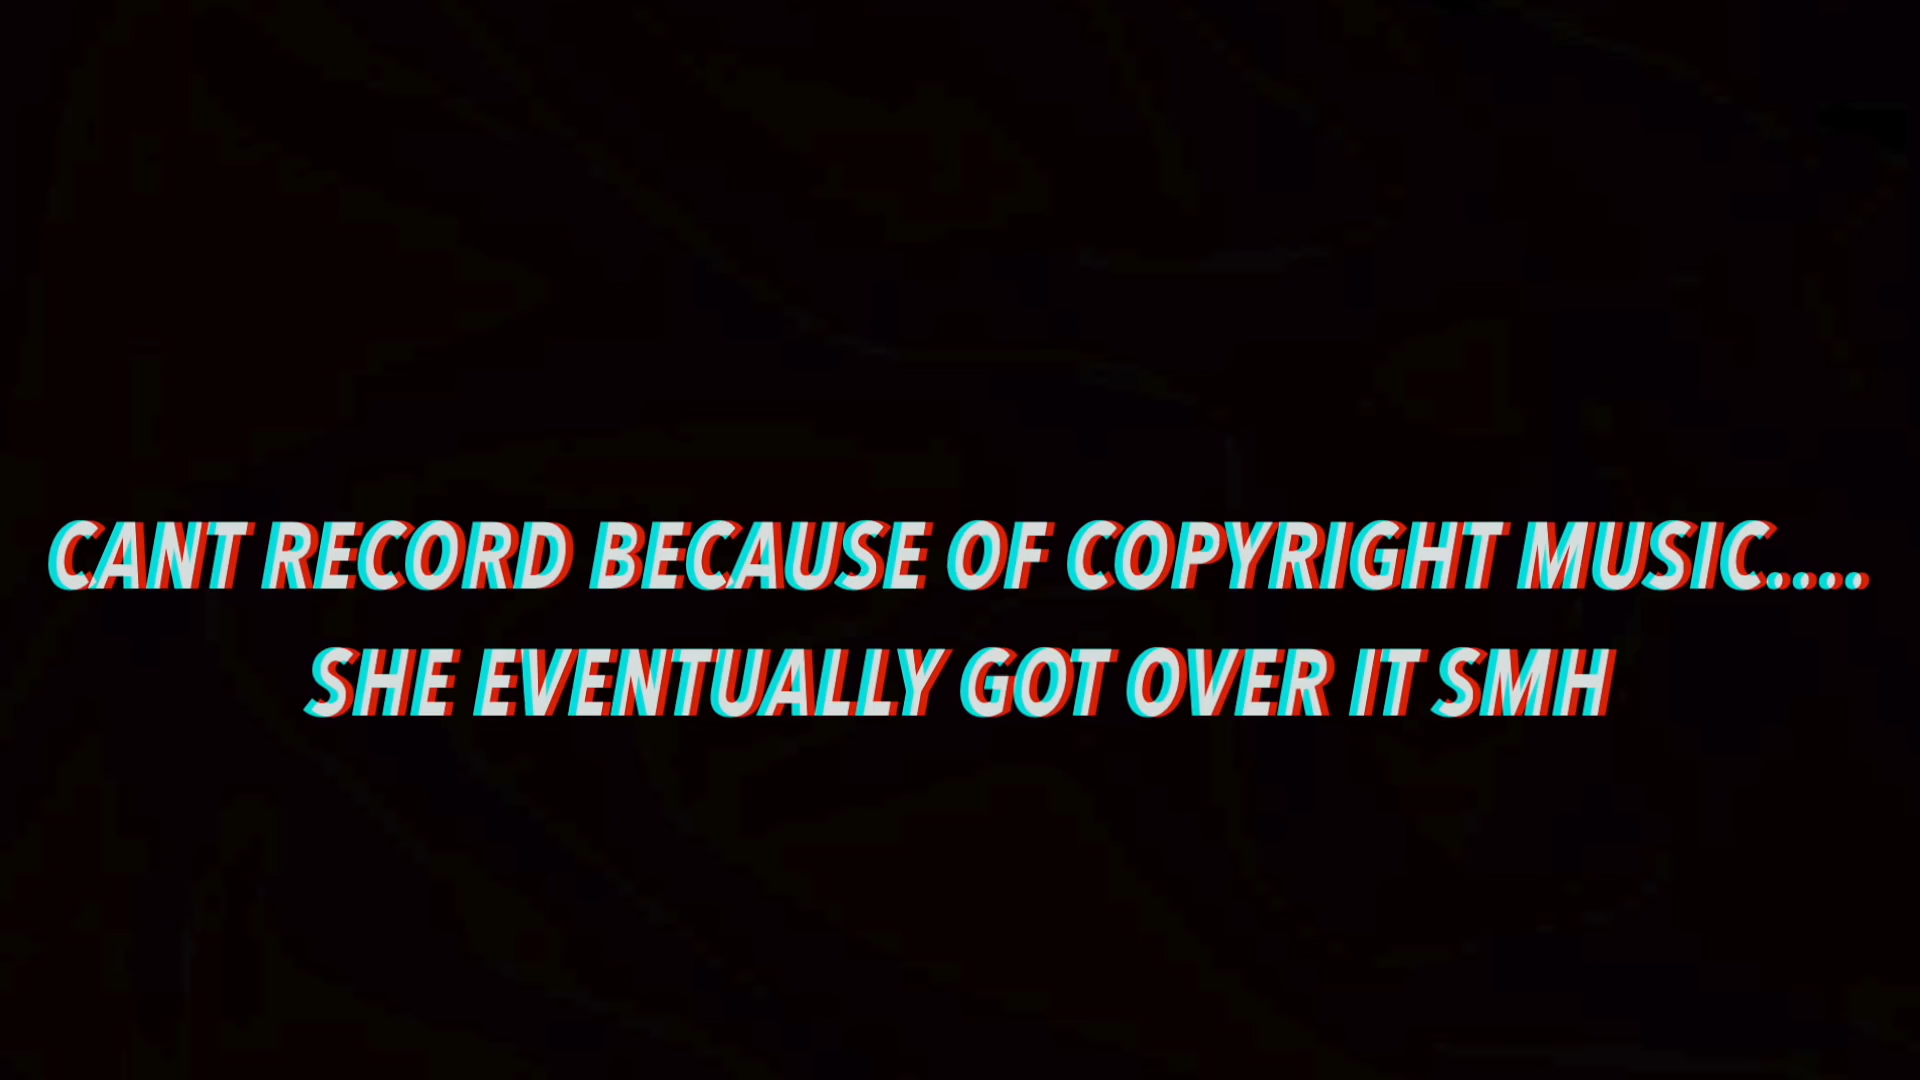 CANT RECORD BECAUSE OF COPYRIGHT MUSIC.....
SHE EVENTUALLY GOT OVER IT SMH